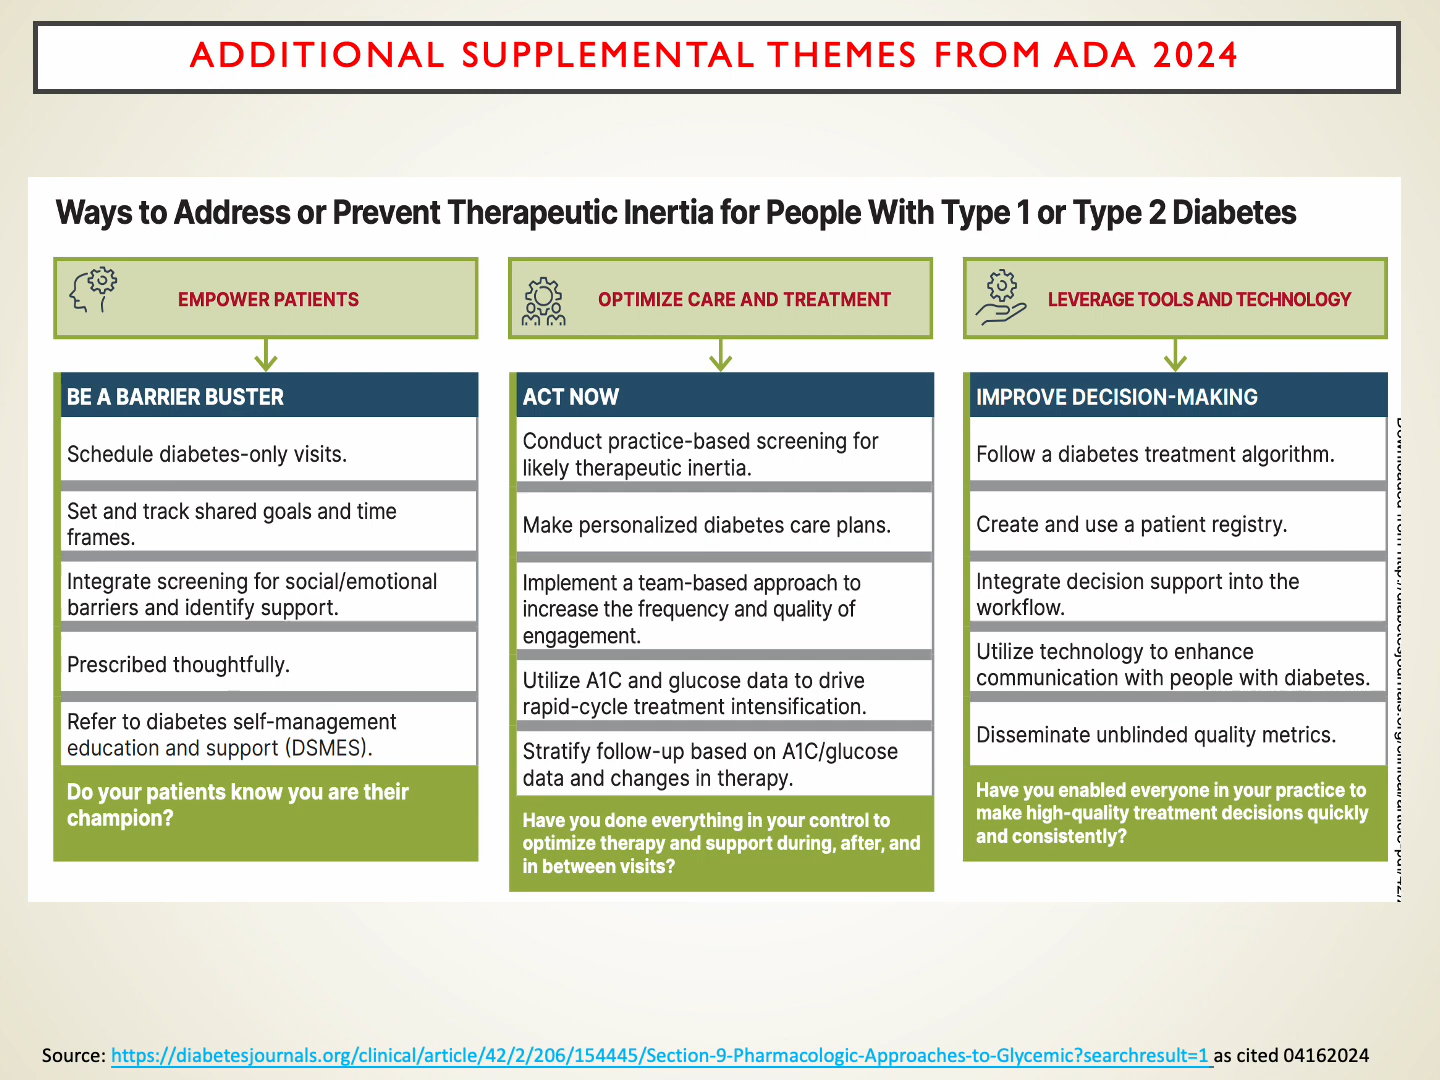 ADDITIONAL SUPPLEMENTAL THEMES FROM ADA 2024
Ways to Address or Prevent Therapeutic Inertia for People With Type 1 or Type 2 Diabetes
EMPOWER PATIENTS
BE A BARRIER BUSTER
Schedule diabetes-only visits.
Set and track shared goals and time
frames.
Integrate screening for social/emotional
barriers and identify support.
Prescribed thoughtfully.
Refer to diabetes self-management
education and support (DSMES).
Do your patients know you are their
champion?
OPTIMIZE CARE AND TREATMENT
ACT NOW
Conduct practice-based screening for
likely therapeutic inertia.
Make personalized diabetes care plans.
Implement a team-based approach to
increase the frequency and quality of
engagement.
Utilize A1C and glucose data to drive
rapid-cycle treatment intensification.
Stratify follow-up based on A1C/glucose
data and changes in therapy.
Have you done everything in your control to
optimize therapy and support during, after, and
in between visits?
LEVERAGE TOOLS AND TECHNOLOGY
IMPROVE DECISION-MAKING
Follow a diabetes treatment algorithm.
Create and use a patient registry.
Integrate decision support into the
workflow.
Utilize technology to enhance
communication with people with diabetes.
Disseminate unblinded quality metrics.
Have you enabled everyone in your practice to
make high-quality treatment decisions quickly
and consistently?
Source: https://diabetesjournals.org/clinical/article/42/2/206/154445/Section-9-Pharmacologic-Approaches-to-Glycemic?searchresult=1 as cited 04162024